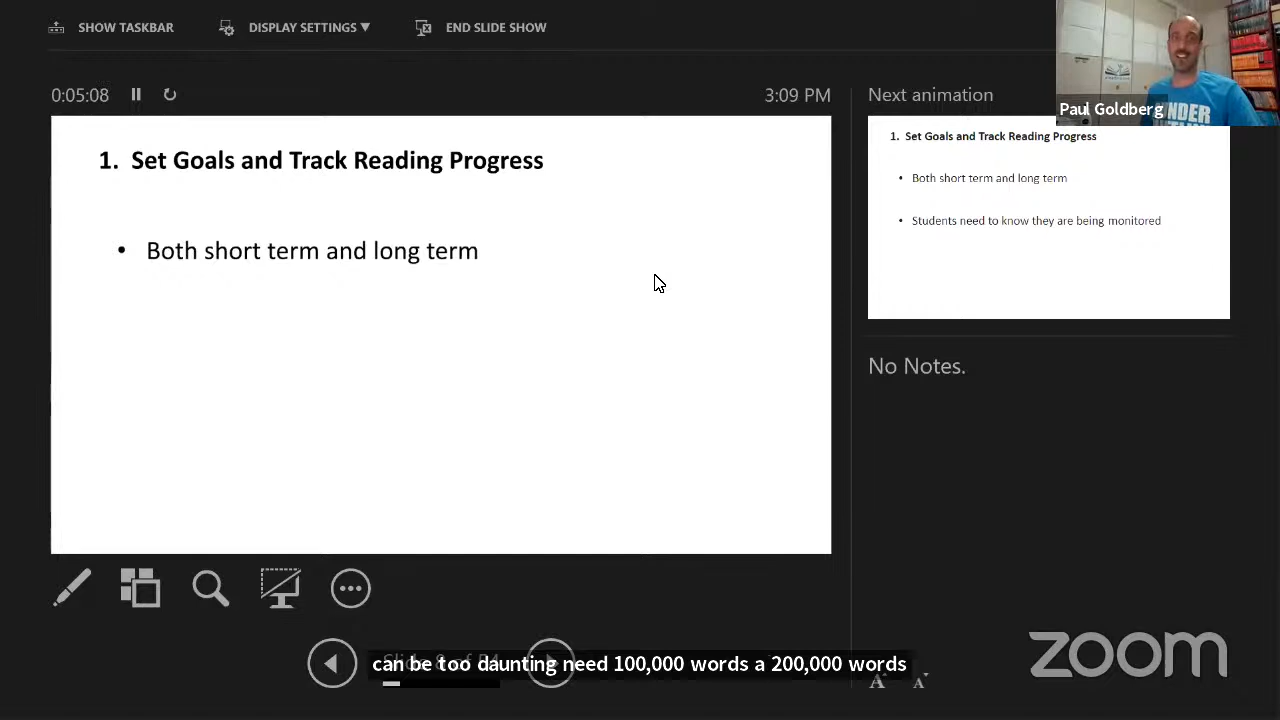 SHOW TASKBAR
DISPLAY SETTINGS ▼
END SLIDE SHOW
0:05:08
3:09 PM
Next animation
Paul Goldberg
1. Set Goals and Track Reading Progress
• Both short term and long term
1. Set Goals and Track Reading Progress
• Both short term and long term
• Students need to know they are being monitored
No Notes.
can be too daunting need 100,000 words a 200,000 words
A A
zoom